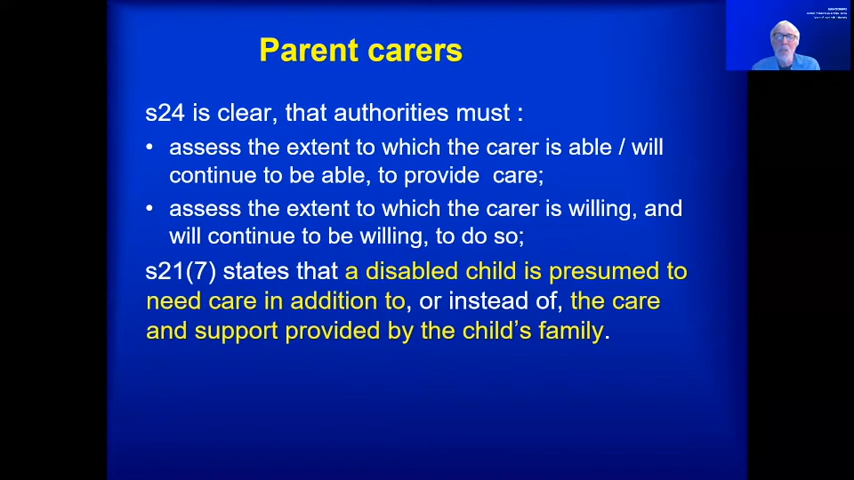 Parent carers
s24 is clear, that authorities must :
• assess the extent to which the carer is able / will
continue to be able, to provide care;
• assess the extent to which the carer is willing, and
will continue to be willing, to do so;
s21(7) states that a disabled child is presumed to
need care in addition to, or instead of, the care
and support provided by the child's family.